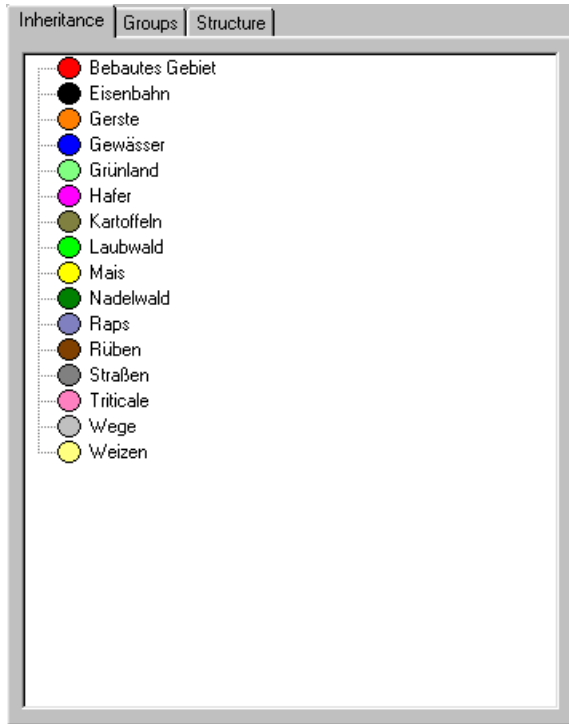 Inheritance Groups Structure
Bebautes Gebiet
Eisenbahn
Gerste
Gewässer
Grünland
Hafer
Kartoffeln
Laubwald
Mais
Nadelwald
Raps
Rüben
Straßen
Triticale
Wege
Weizen